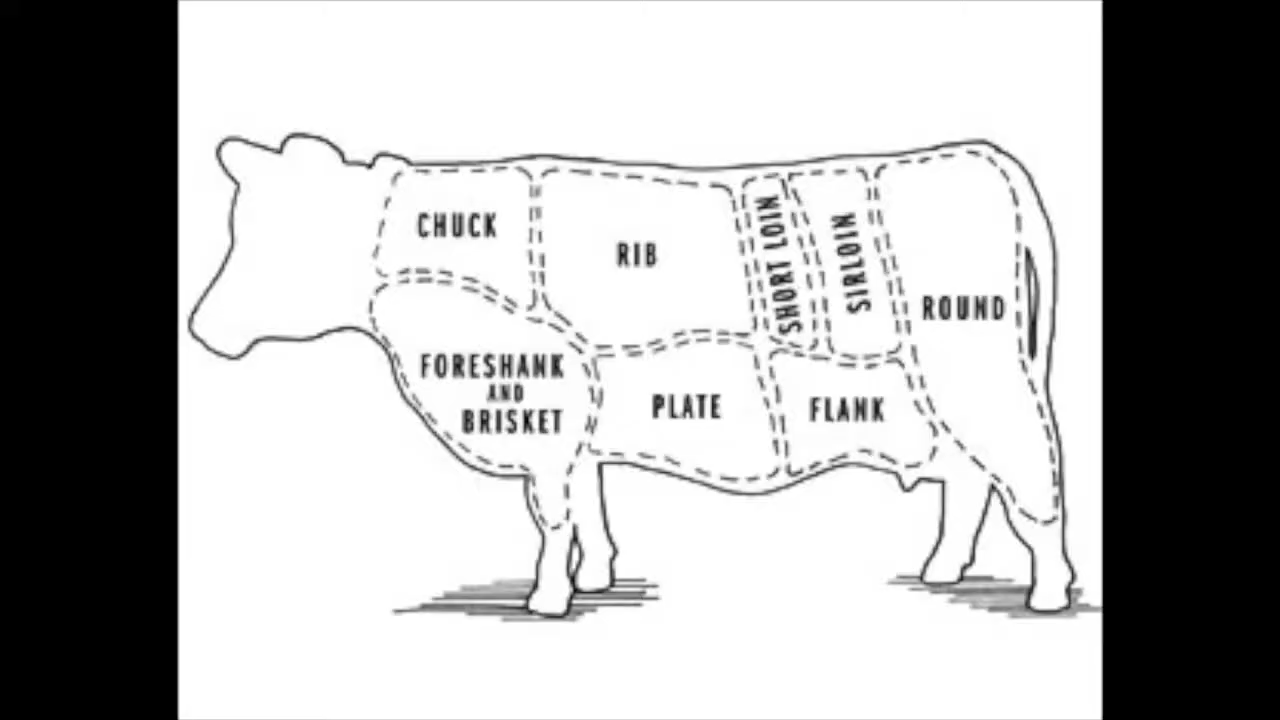 CHUCK
RIB
SHORT LOIN
SIRLOIN
ROUND
FORESHANK
AND
BRISKET
PLATE
FLANK